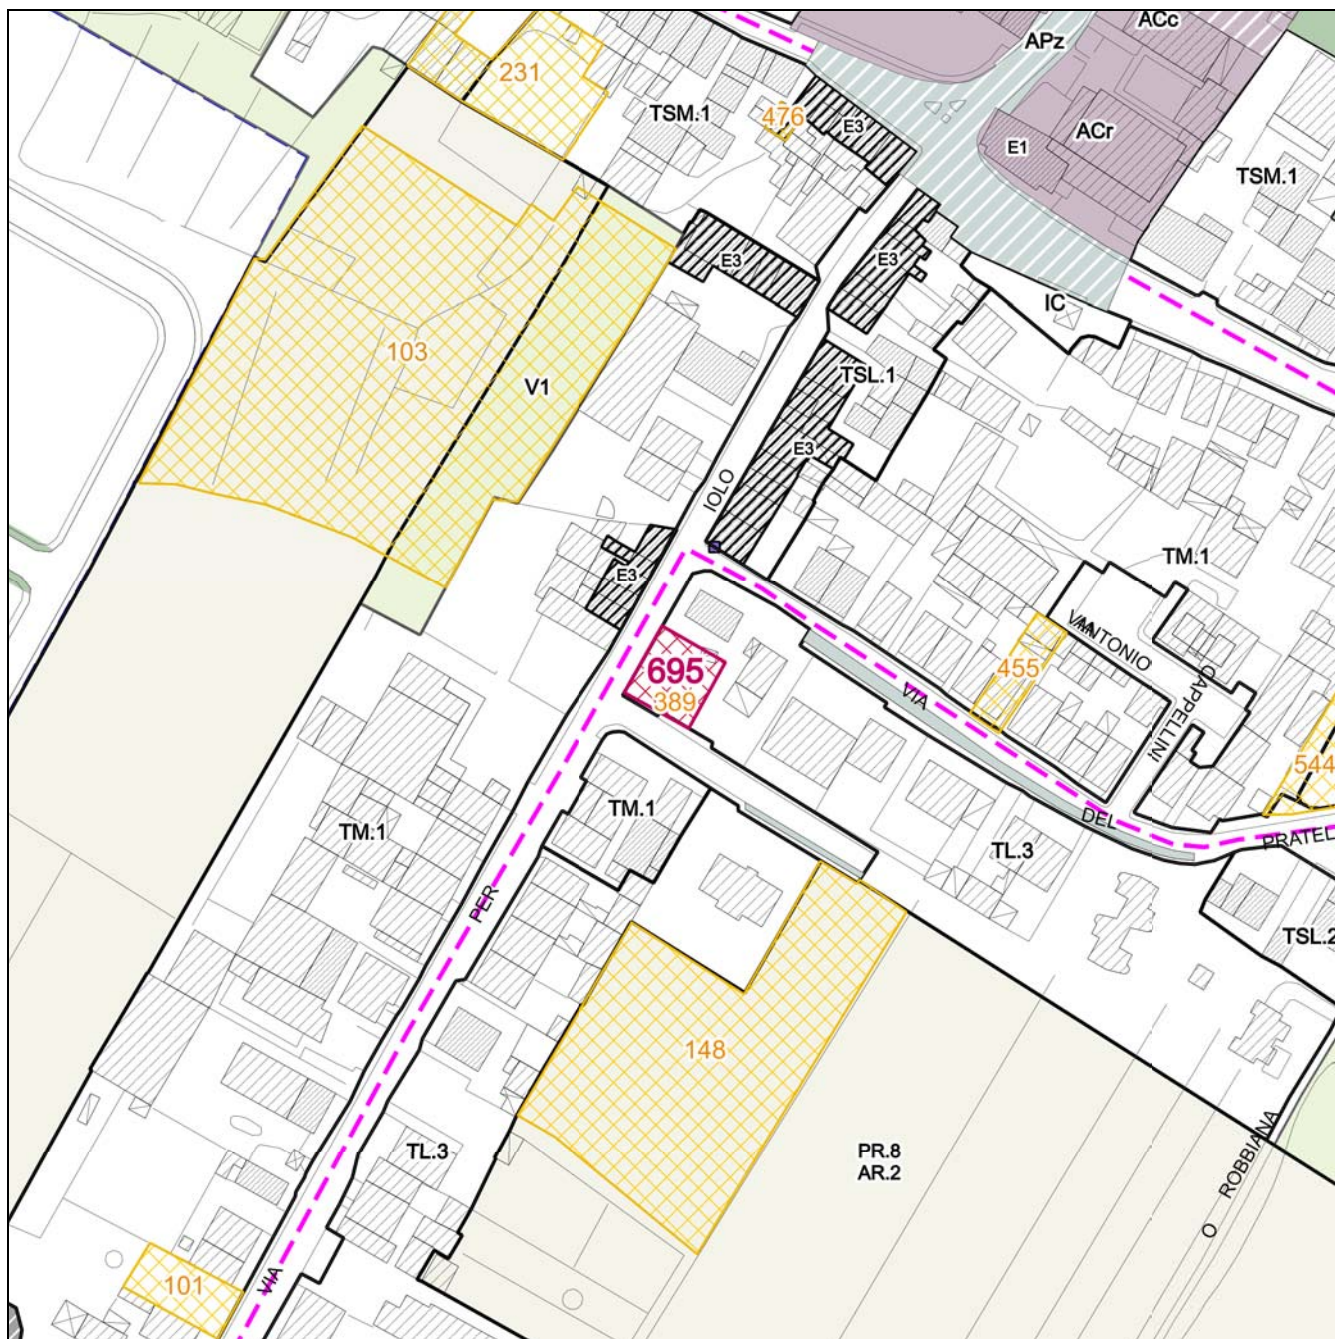 ACc
APz
231
TSM.1
476
E3
ACr
E1
TSM.1
E3
E3
IC
103
V1
TSL.1
E3
IOLO
TM.1
E3
VIA
ANTONIO
695
389
455
CAPPELLINI
VIA
544
DEL
PRATEL
TM.1
TM.1
TL.3
PER
TSL.2
148
PR.8
AR.2
TL.3
O ROBBIANA
101
VIA